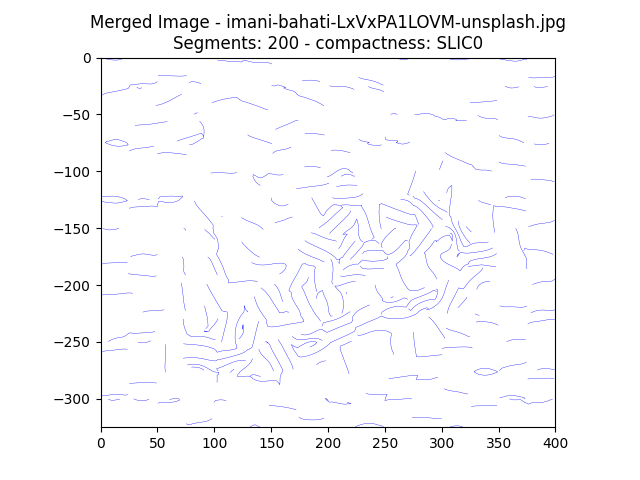 Merged Image - imani-bahati-LxVxPA1LOVM-unsplash.jpg
Segments: 200 - compactness: SLIC0
0
−50
−100
−150
−200
−250
−300
0 50 100 150 200 250 300 350 400